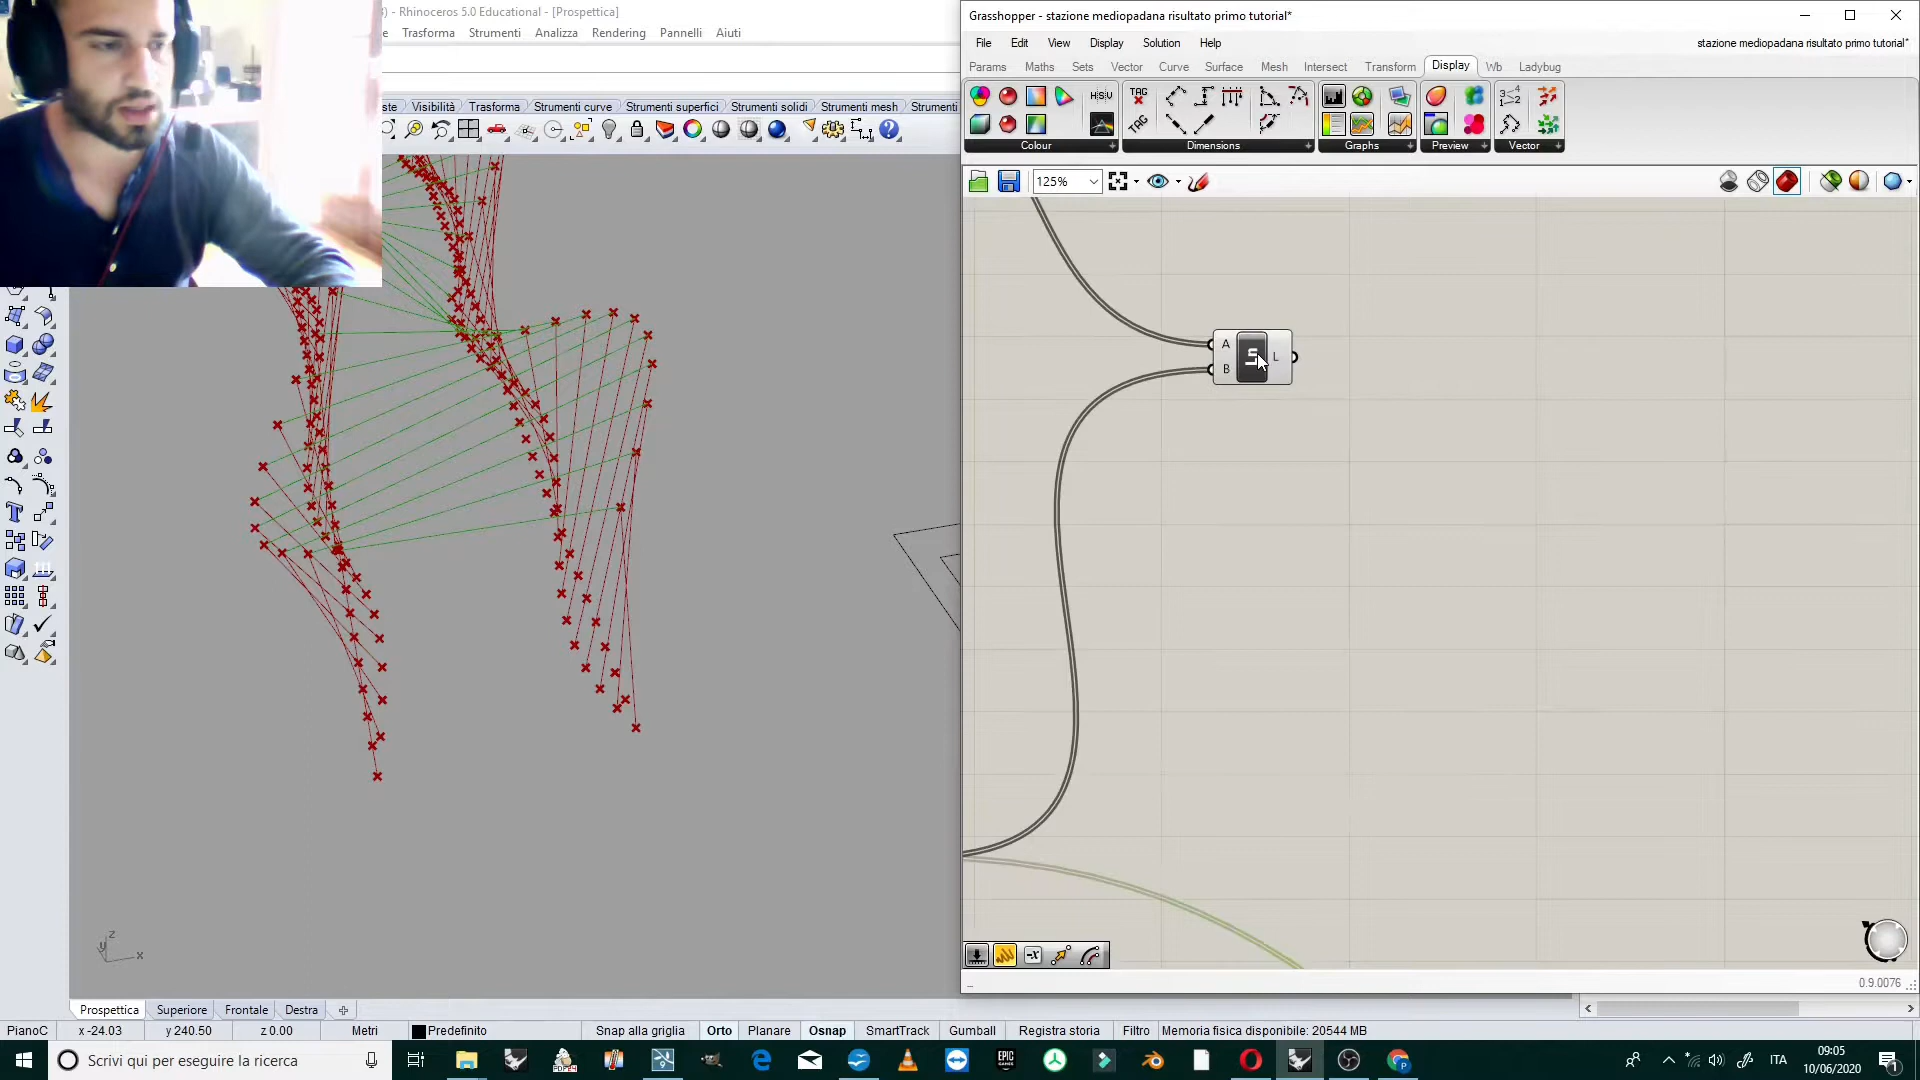 - Rhinoceros 5.0 Educational - [Prospettica]
Trasforma Strumenti Analizza Rendering Pannelli Aiuti
Visibilità Trasforma Strumenti curve Strumenti superfici Strumenti solidi Strumenti mesh Strumenti
Grasshopper - stazione mediopadana risultato primo tutorial*
File Edit View Display Solution Help
stazione mediopadana risultato primo tutorial*
Params Maths Sets Vector Curve Surface Mesh Intersect Transform Display Wb Ladybug
Colour Dimensions Graphs Preview Vector
125%
A
B
L
z
y
x
0.9.0076
Prospettica Superiore Frontale Destra
PianoC x -24.03 y 240.50 z 0.00 Metri Predefinito Snap alla griglia Orto Planare Osnap SmartTrack Gumball Registra storia Filtro Memoria fisica disponibile: 20544 MB
Scrivi qui per eseguire la ricerca
ITA
09:05
10/06/2020
1